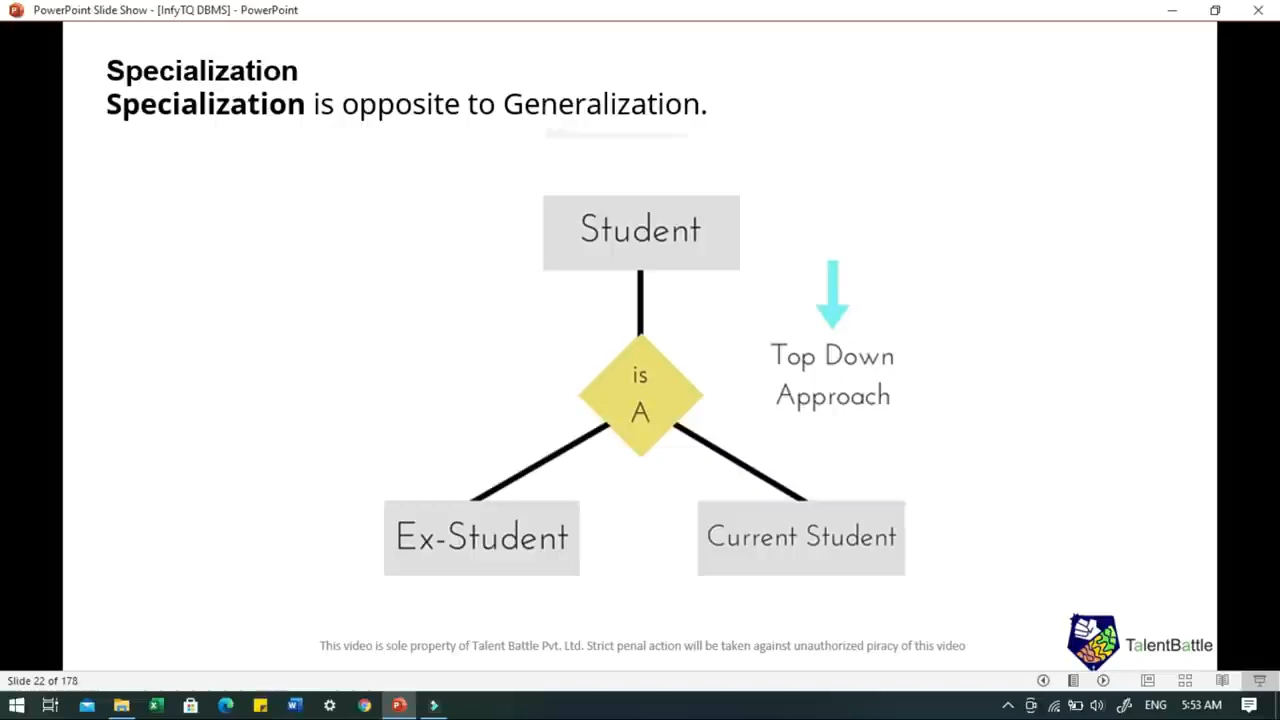 PowerPoint Slide Show - [InfyTQ DBMS] - PowerPoint
Specialization
Specialization is opposite to Generalization.
Student
is
A
Top Down
Approach
Ex-Student
Current Student
This video is sole property of Talent Battle Pvt. Ltd. Strict penal action will be taken against unauthorized piracy of this video
TalentBattle
Slide 22 of 178
ENG
5:53 AM